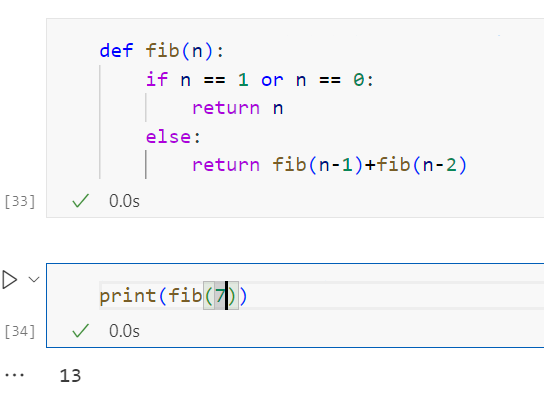 def fib(n):
if n == 1 or n == 0:
return n
else:
return fib(n-1)+fib(n-2)
[33] 0.0s
print(fib(7))
[34] 0.0s
13